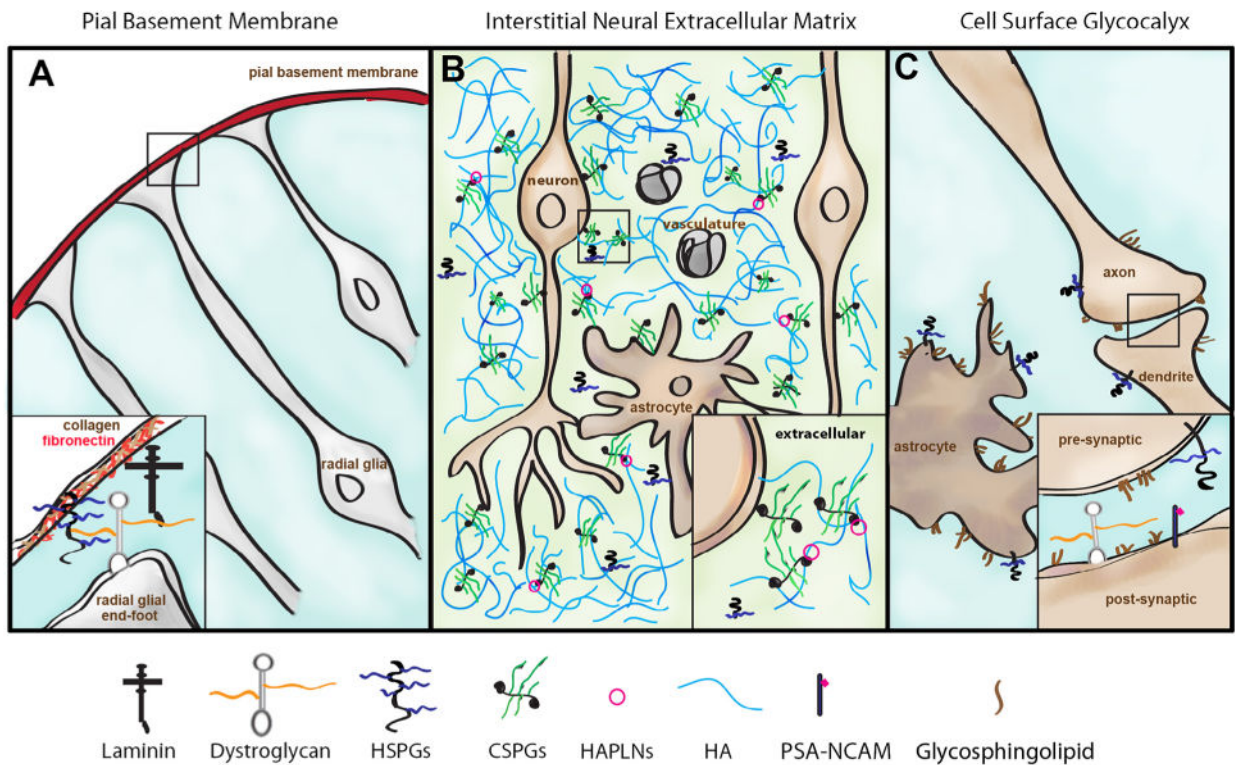 Pial Basement Membrane
Interstitial Neural Extracellular Matrix
Cell Surface Glycocalyx
A
pial basement membrane
radial glia
collagen
fibronectin
radial glial
end-foot
B
neuron
vasculature
astrocyte
extracellular
C
axon
dendrite
astrocyte
pre-synaptic
post-synaptic
Laminin
Dystroglycan
HSPGs
CSPGs
HAPLNs
HA
PSA-NCAM
Glycosphingolipid